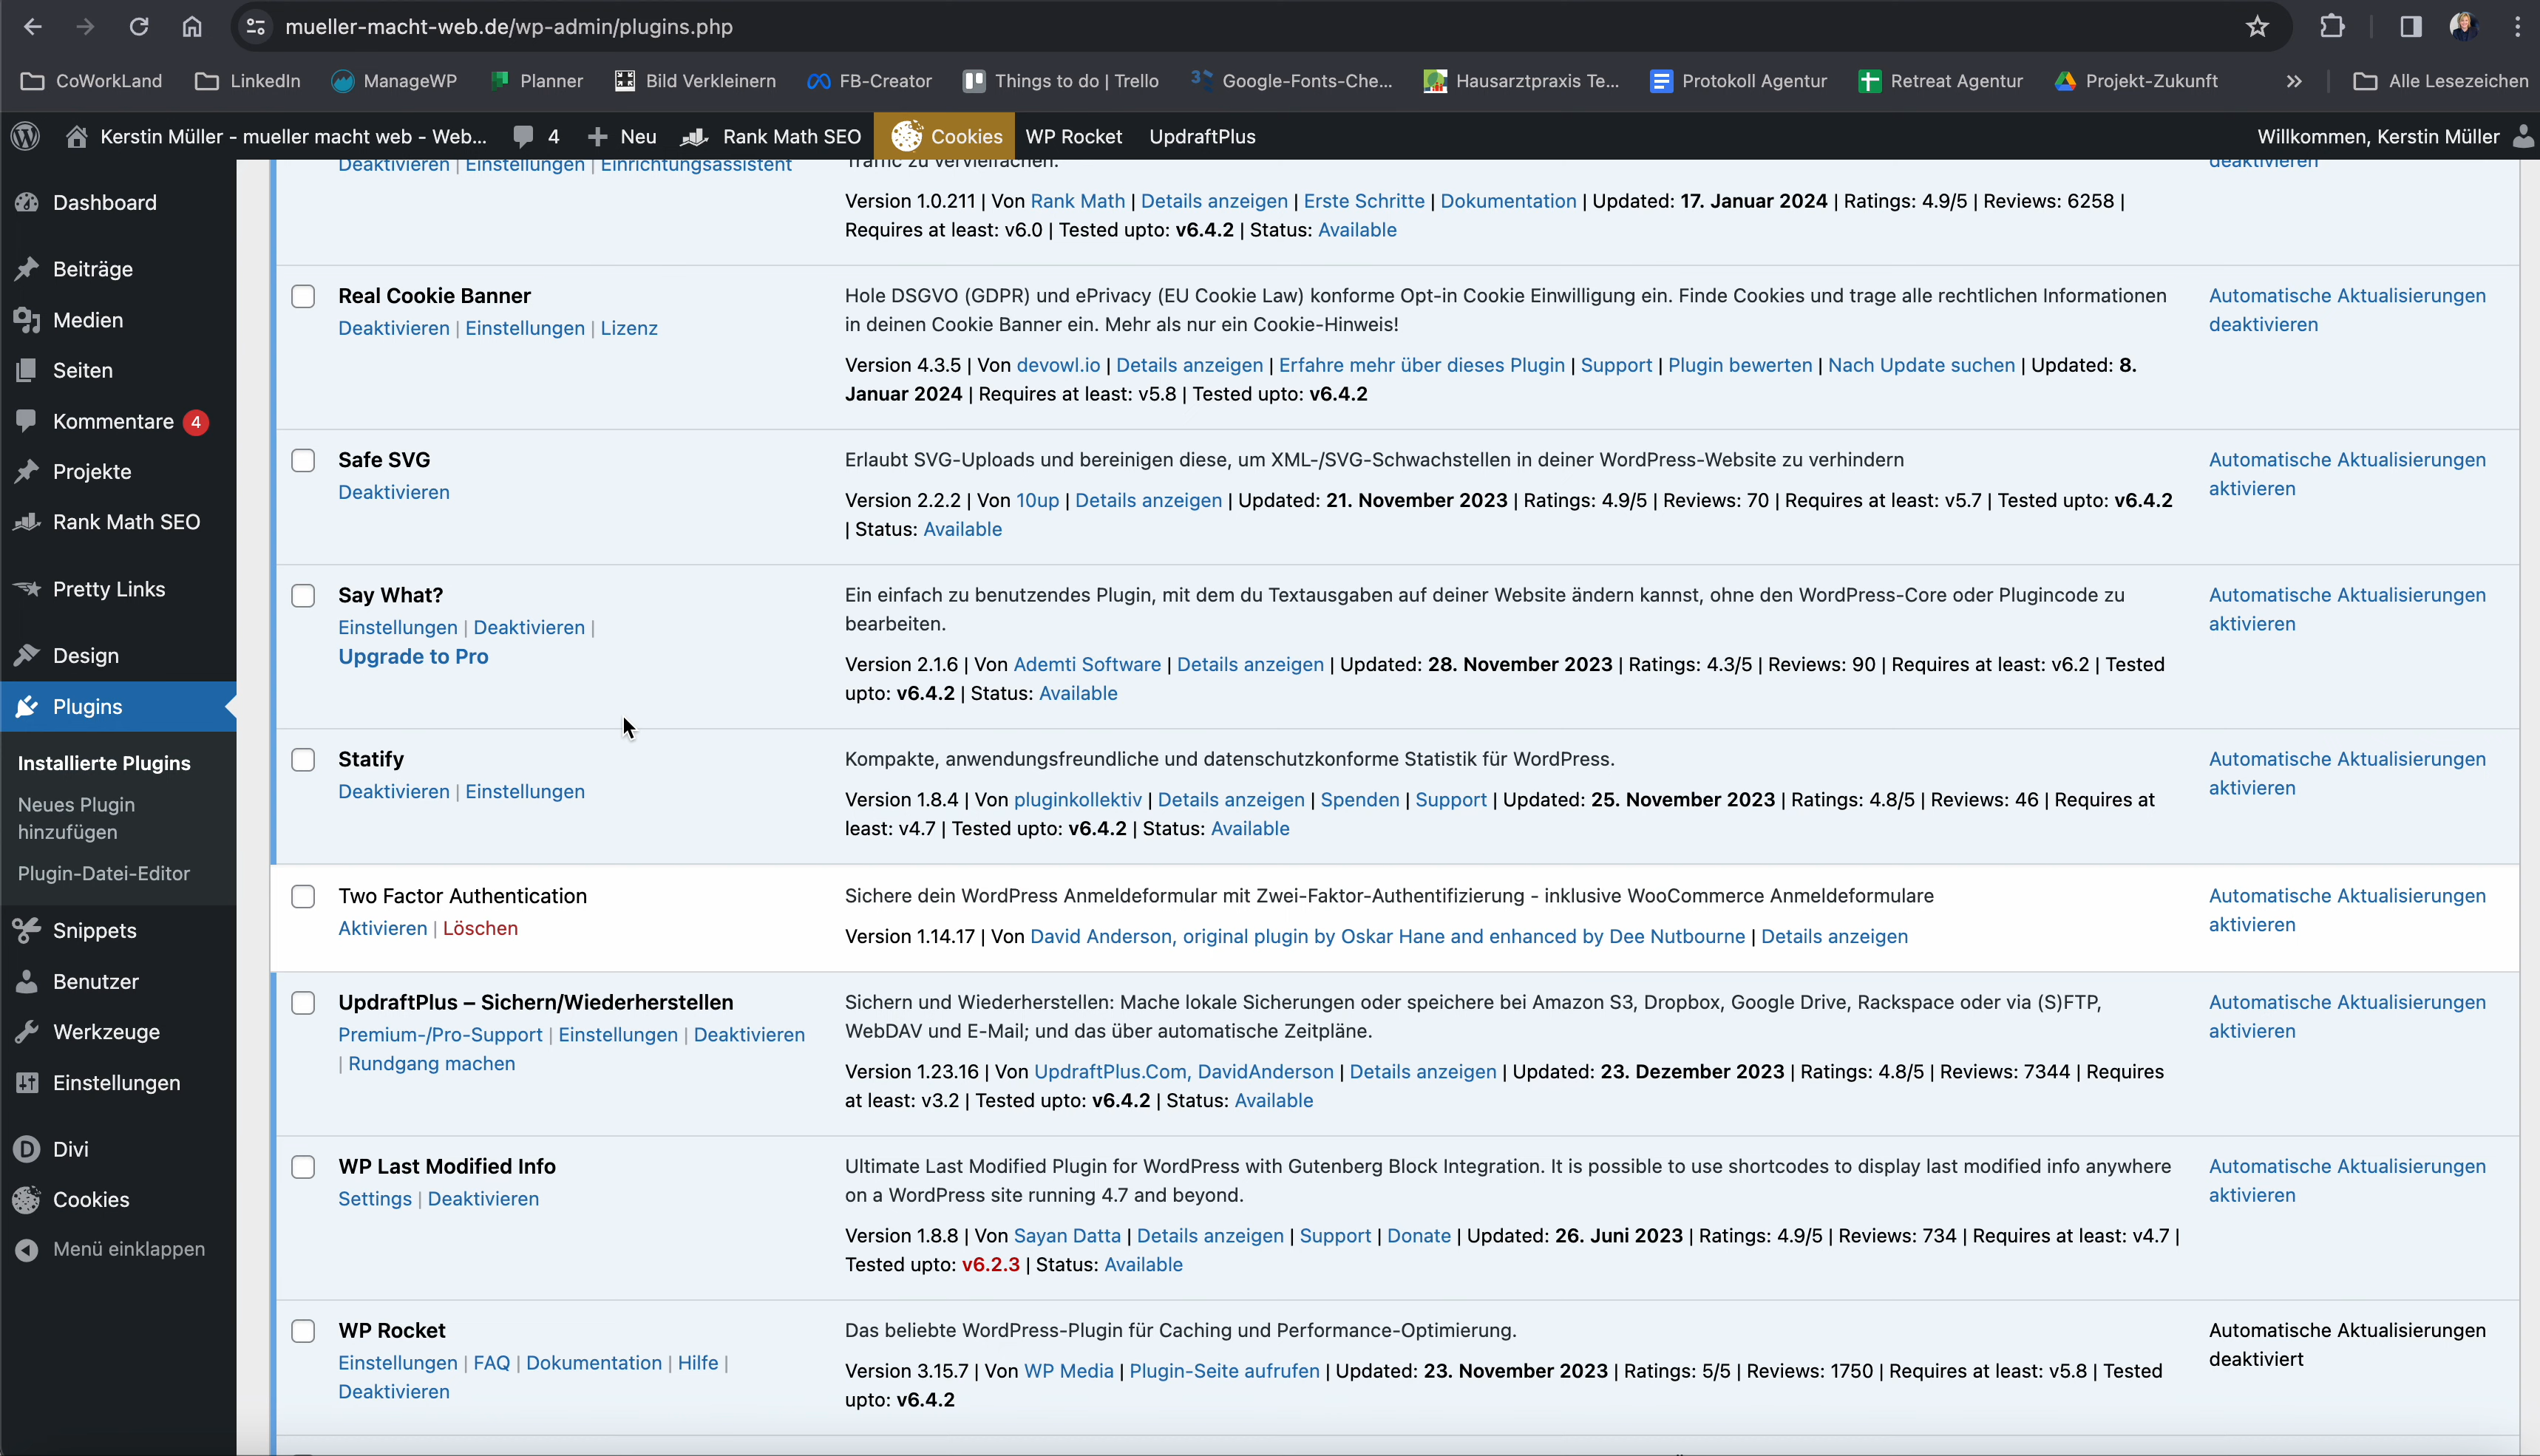 mueller-macht-web.de/wp-admin/plugins.php
CoWorkLand LinkedIn ManageWP Planner Bild Verkleinern FB-Creator Things to do | Trello Google-Fonts-Che... Hausarztpraxis Te... Protokoll Agentur Retreat Agentur Projekt-Zukunft » Alle Lesezeichen
Kerstin Müller - mueller macht web - Web... 4 Neu Rank Math SEO Cookies WP Rocket UpdraftPlus Willkommen, Kerstin Müller
Dashboard
Beiträge
Medien
Seiten
Kommentare 4
Projekte
Rank Math SEO
Pretty Links
Design
Plugins
Installierte Plugins
Neues Plugin
hinzufügen
Plugin-Datei-Editor
Snippets
Benutzer
Werkzeuge
Einstellungen
Divi
Cookies
Menü einklappen
Deaktivieren | Einstellungen | Einrichtungsassistent
Traffic zu vervielfachen.
Version 1.0.211 | Von Rank Math | Details anzeigen | Erste Schritte | Dokumentation | Updated: 17. Januar 2024 | Ratings: 4.9/5 | Reviews: 6258 |
Requires at least: v6.0 | Tested upto: v6.4.2 | Status: Available
deaktivieren
Real Cookie Banner
Deaktivieren | Einstellungen | Lizenz
Hole DSGVO (GDPR) und ePrivacy (EU Cookie Law) konforme Opt-in Cookie Einwilligung ein. Finde Cookies und trage alle rechtlichen Informationen
in deinen Cookie Banner ein. Mehr als nur ein Cookie-Hinweis!
Version 4.3.5 | Von devowl.io | Details anzeigen | Erfahre mehr über dieses Plugin | Support | Plugin bewerten | Nach Update suchen | Updated: 8.
Januar 2024 | Requires at least: v5.8 | Tested upto: v6.4.2
Automatische Aktualisierungen
deaktivieren
Safe SVG
Deaktivieren
Erlaubt SVG-Uploads und bereinigen diese, um XML-/SVG-Schwachstellen in deiner WordPress-Website zu verhindern
Version 2.2.2 | Von 10up | Details anzeigen | Updated: 21. November 2023 | Ratings: 4.9/5 | Reviews: 70 | Requires at least: v5.7 | Tested upto: v6.4.2
| Status: Available
Automatische Aktualisierungen
aktivieren
Say What?
Einstellungen | Deaktivieren |
Upgrade to Pro
Ein einfach zu benutzendes Plugin, mit dem du Textausgaben auf deiner Website ändern kannst, ohne den WordPress-Core oder Plugincode zu
bearbeiten.
Version 2.1.6 | Von Ademti Software | Details anzeigen | Updated: 28. November 2023 | Ratings: 4.3/5 | Reviews: 90 | Requires at least: v6.2 | Tested
upto: v6.4.2 | Status: Available
Automatische Aktualisierungen
aktivieren
Statify
Deaktivieren | Einstellungen
Kompakte, anwendungsfreundliche und datenschutzkonforme Statistik für WordPress.
Version 1.8.4 | Von pluginkollektiv | Details anzeigen | Spenden | Support | Updated: 25. November 2023 | Ratings: 4.8/5 | Reviews: 46 | Requires at
least: v4.7 | Tested upto: v6.4.2 | Status: Available
Automatische Aktualisierungen
aktivieren
Two Factor Authentication
Aktivieren | Löschen
Sichere dein WordPress Anmeldeformular mit Zwei-Faktor-Authentifizierung - inklusive WooCommerce Anmeldeformulare
Version 1.14.17 | Von David Anderson, original plugin by Oskar Hane and enhanced by Dee Nutbourne | Details anzeigen
Automatische Aktualisierungen
aktivieren
UpdraftPlus – Sichern/Wiederherstellen
Premium-/Pro-Support | Einstellungen | Deaktivieren
| Rundgang machen
Sichern und Wiederherstellen: Mache lokale Sicherungen oder speichere bei Amazon S3, Dropbox, Google Drive, Rackspace oder via (S)FTP,
WebDAV und E-Mail; und das über automatische Zeitpläne.
Version 1.23.16 | Von UpdraftPlus.Com, DavidAnderson | Details anzeigen | Updated: 23. Dezember 2023 | Ratings: 4.8/5 | Reviews: 7344 | Requires
at least: v3.2 | Tested upto: v6.4.2 | Status: Available
Automatische Aktualisierungen
aktivieren
WP Last Modified Info
Settings | Deaktivieren
Ultimate Last Modified Plugin for WordPress with Gutenberg Block Integration. It is possible to use shortcodes to display last modified info anywhere
on a WordPress site running 4.7 and beyond.
Version 1.8.8 | Von Sayan Datta | Details anzeigen | Support | Donate | Updated: 26. Juni 2023 | Ratings: 4.9/5 | Reviews: 734 | Requires at least: v4.7 |
Tested upto: v6.2.3 | Status: Available
Automatische Aktualisierungen
aktivieren
WP Rocket
Einstellungen | FAQ | Dokumentation | Hilfe |
Deaktivieren
Das beliebte WordPress-Plugin für Caching und Performance-Optimierung.
Version 3.15.7 | Von WP Media | Plugin-Seite aufrufen | Updated: 23. November 2023 | Ratings: 5/5 | Reviews: 1750 | Requires at least: v5.8 | Tested
upto: v6.4.2
Automatische Aktualisierungen
deaktiviert